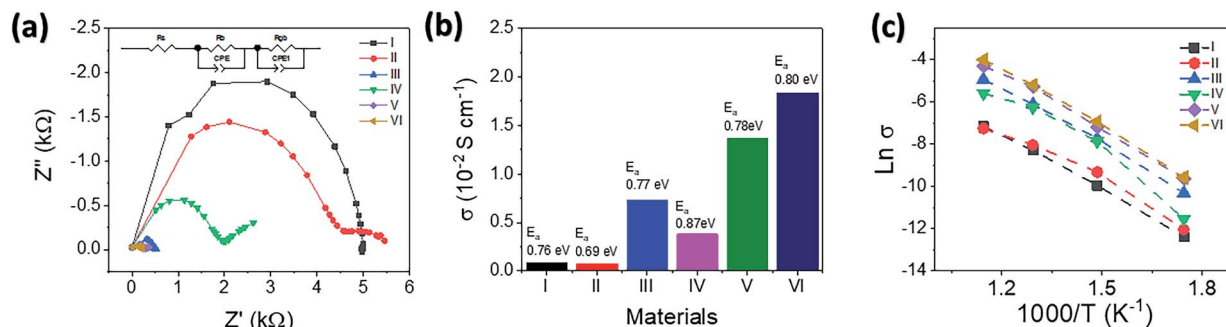 (a)
-2.5
-2.0
-1.5
-1.0
-0.5
0.0
Z'' (kΩ)
0 1 2 3 4 5 6
Z' (kΩ)
Rs Rb Rgb
CPE CPE1
I
II
III
IV
V
VI
(b)
2.5
2.0
1.5
1.0
0.5
0.0
σ (10⁻² S cm⁻¹)
Eₐ
0.76 eV
Eₐ
0.69 eV
Eₐ
0.77 eV
Eₐ
0.87eV
Eₐ
0.78eV
Eₐ
0.80 eV
I II III IV V VI
Materials
(c)
-4
-6
-8
-10
-12
-14
Ln σ
1.2 1.5 1.8
1000/T (K⁻¹)
I
II
III
IV
V
VI